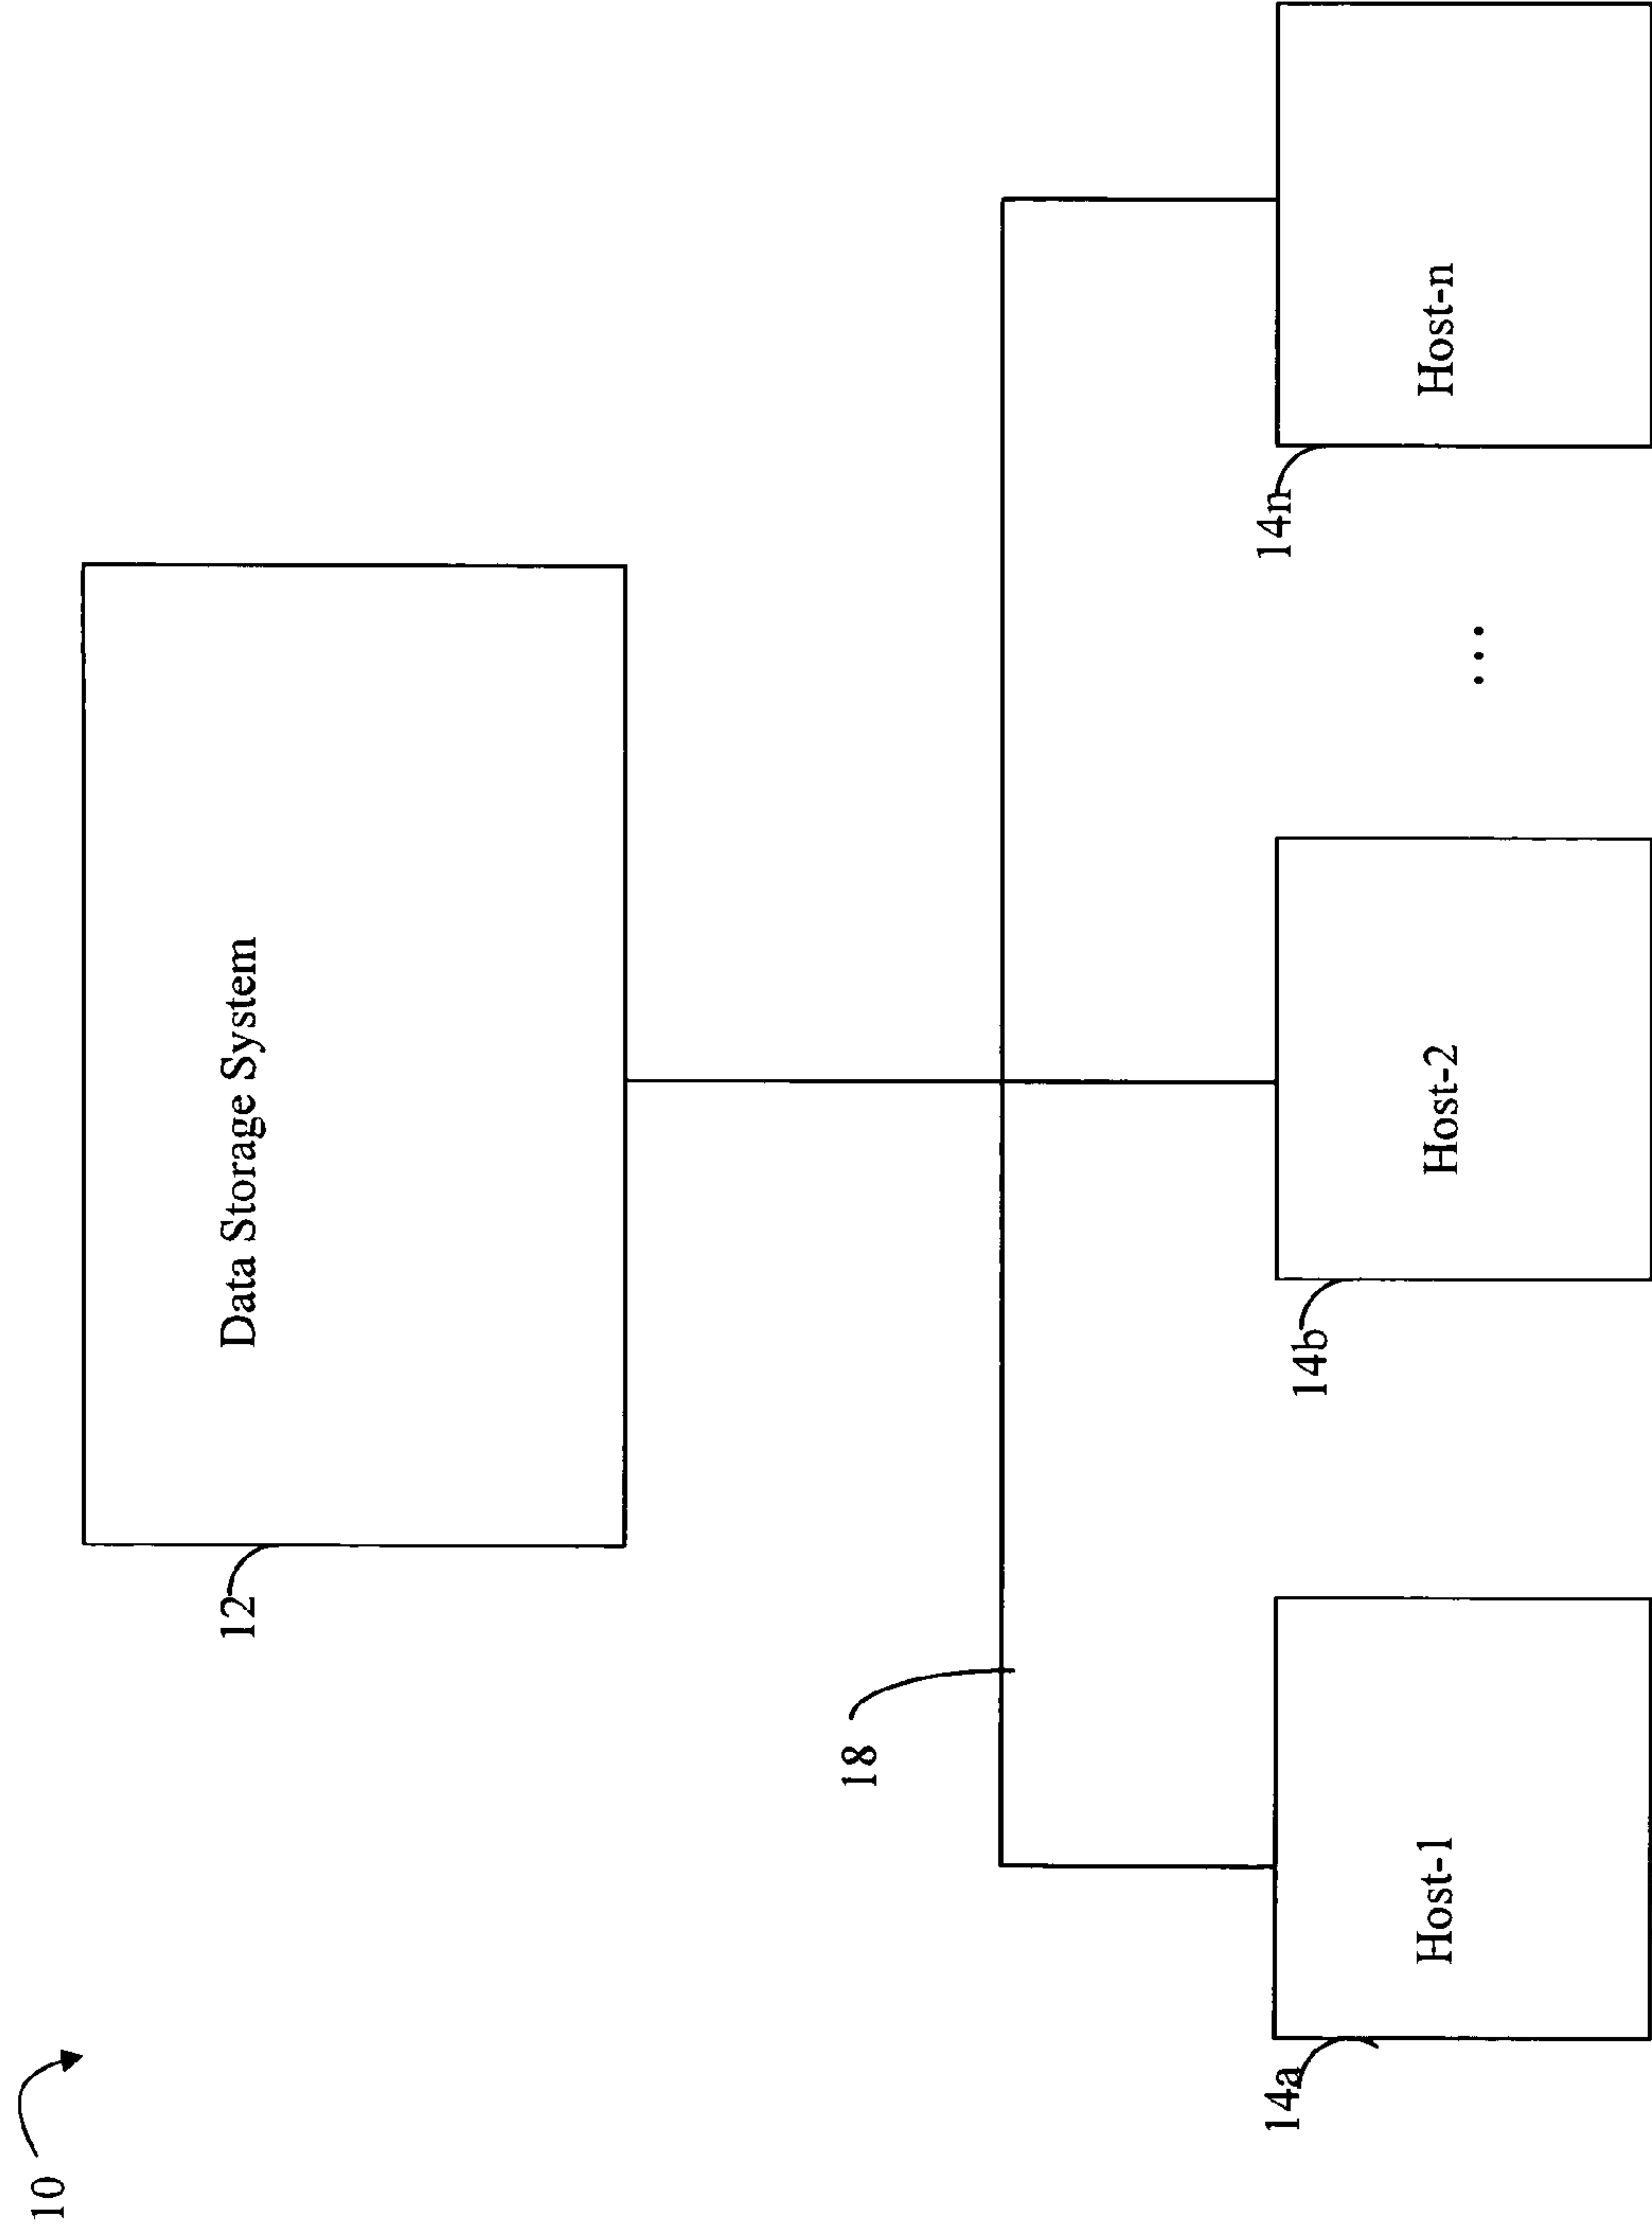 10
Data Storage System
12
18
Host-1
14a
Host-2
14b
...
Host-n
14n